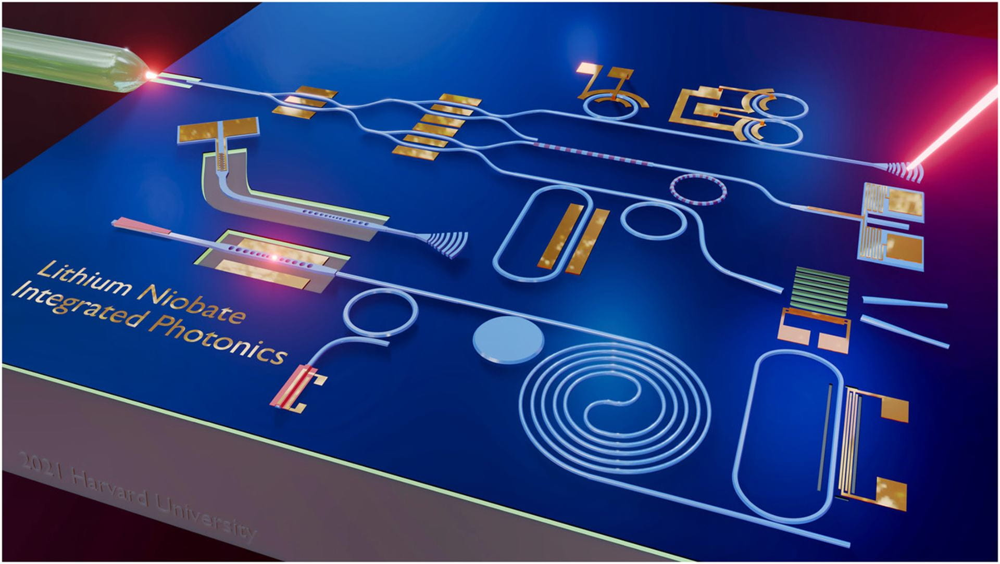 Lithium Niobate
Integrated Photonics
2021 Harvard University